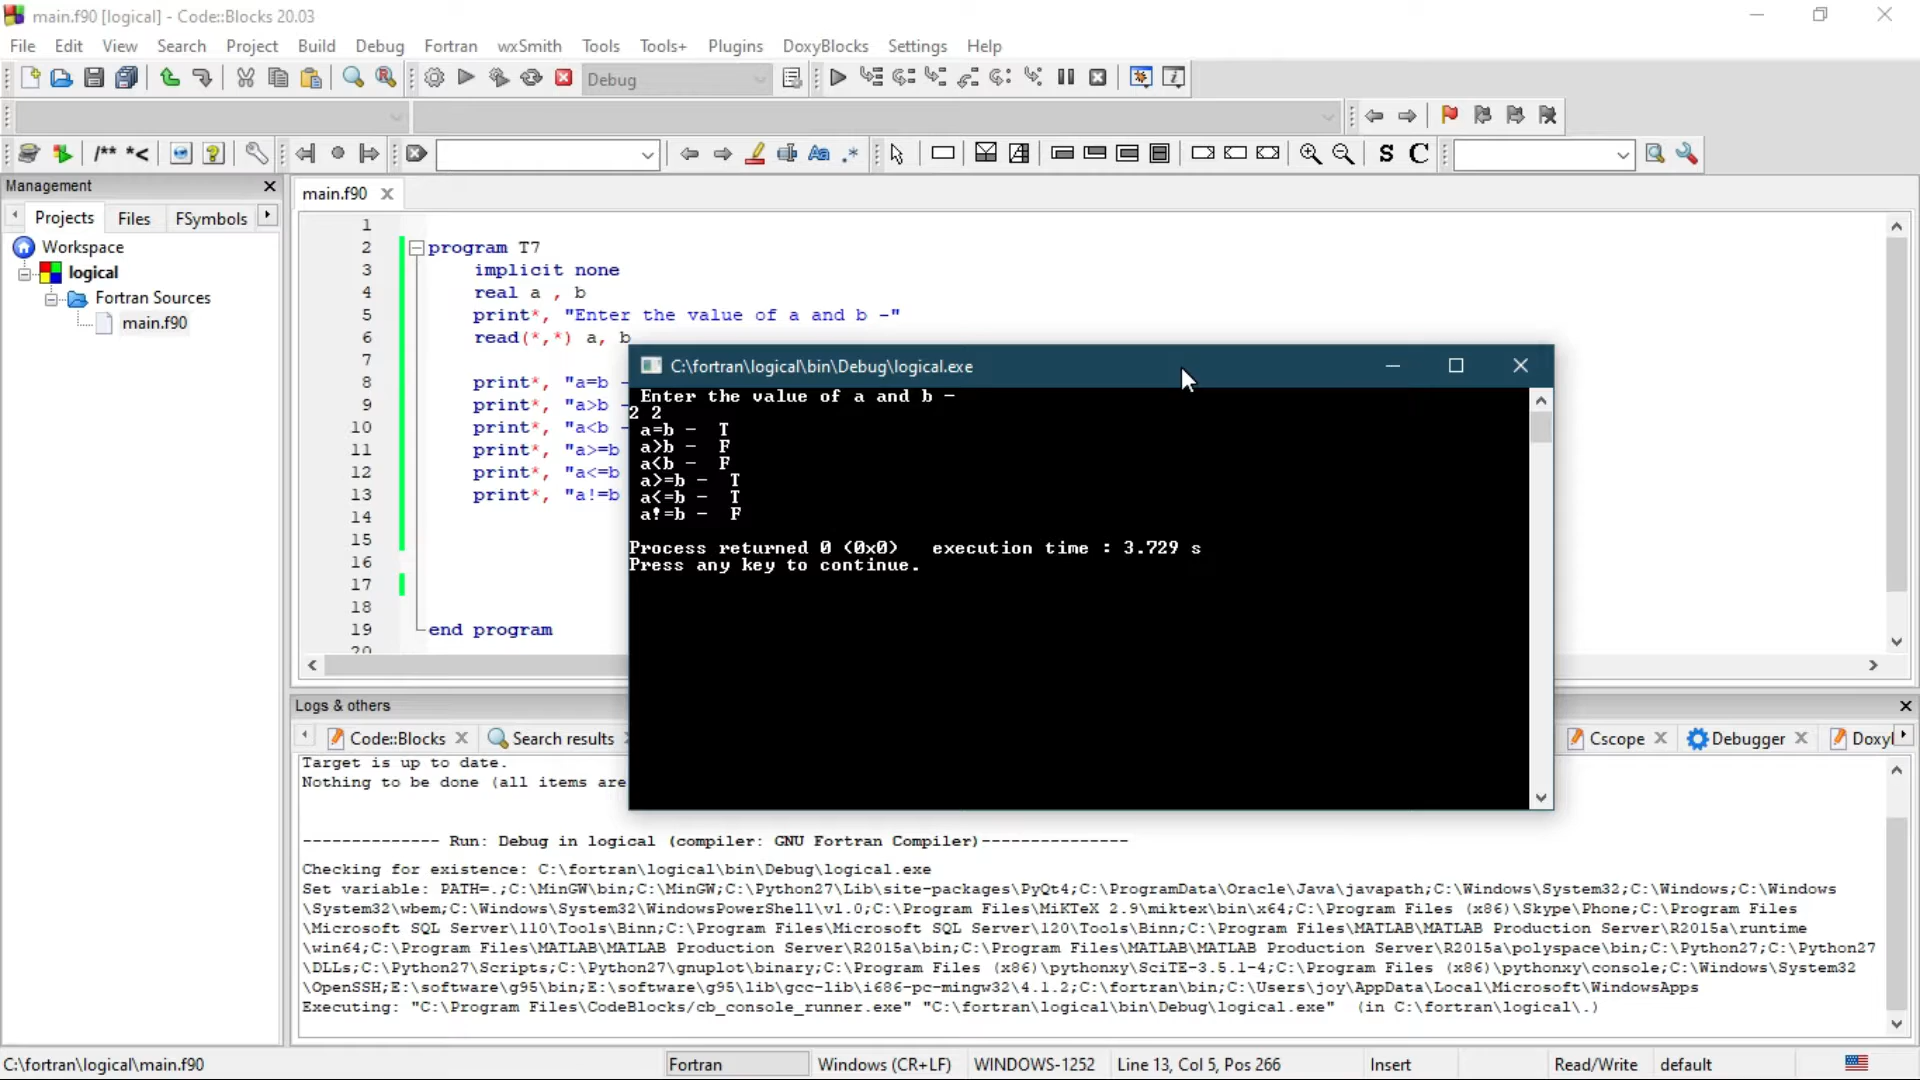 main.f90 [logical] - Code::Blocks 20.03
File Edit View Search Project Build Debug Fortran wxSmith Tools Tools+ Plugins DoxyBlocks Settings Help
Debug
/** *<
Aa .*
S C
Management
Projects Files FSymbols
Workspace
logical
Fortran Sources
main.f90
main.f90
1
2 program T7
3 implicit none
4 real a , b
5 print*, "Enter the value of a and b -"
6 read(*,*) a, b
7
8 print*, "a=b -
9 print*, "a>b -
10 print*, "a<b -
11 print*, "a>=b
12 print*, "a<=b
13 print*, "a!=b
14
15
16
17
18
19 end program
20
C:\fortran\logical\bin\Debug\logical.exe
Enter the value of a and b -
2 2
a=b - T
a>b - F
a<b - F
a>=b - T
a<=b - T
a!=b - F
Process returned 0 (0x0) execution time : 3.729 s
Press any key to continue.
Logs & others
Code::Blocks Search results Cscope Debugger Doxyl
Target is up to date.
Nothing to be done (all items are
-------------- Run: Debug in logical (compiler: GNU Fortran Compiler)---------------
Checking for existence: C:\fortran\logical\bin\Debug\logical.exe
Set variable: PATH=.;C:\MinGW\bin;C:\MinGW;C:\Python27\Lib\site-packages\PyQt4;C:\ProgramData\Oracle\Java\javapath;C:\Windows\System32;C:\Windows;C:\Windows
\System32\wbem;C:\Windows\System32\WindowsPowerShell\v1.0;C:\Program Files\MiKTeX 2.9\miktex\bin\x64;C:\Program Files (x86)\Skype\Phone;C:\Program Files
\Microsoft SQL Server\110\Tools\Binn;C:\Program Files\Microsoft SQL Server\120\Tools\Binn;C:\Program Files\MATLAB\MATLAB Production Server\R2015a\runtime
\win64;C:\Program Files\MATLAB\MATLAB Production Server\R2015a\bin;C:\Program Files\MATLAB\MATLAB Production Server\R2015a\polyspace\bin;C:\Python27;C:\Python27
\DLLs;C:\Python27\Scripts;C:\Python27\gnuplot\binary;C:\Program Files (x86)\pythonxy\SciTE-3.5.1-4;C:\Program Files (x86)\pythonxy\console;C:\Windows\System32
\OpenSSH;E:\software\g95\bin;E:\software\g95\lib\gcc-lib\i686-pc-mingw32\4.1.2;C:\fortran\bin;C:\Users\joy\AppData\Local\Microsoft\WindowsApps
Executing: "C:\Program Files\CodeBlocks/cb_console_runner.exe" "C:\fortran\logical\bin\Debug\logical.exe" (in C:\fortran\logical\.)
C:\fortran\logical\main.f90 Fortran Windows (CR+LF) WINDOWS-1252 Line 13, Col 5, Pos 266 Insert Read/Write default